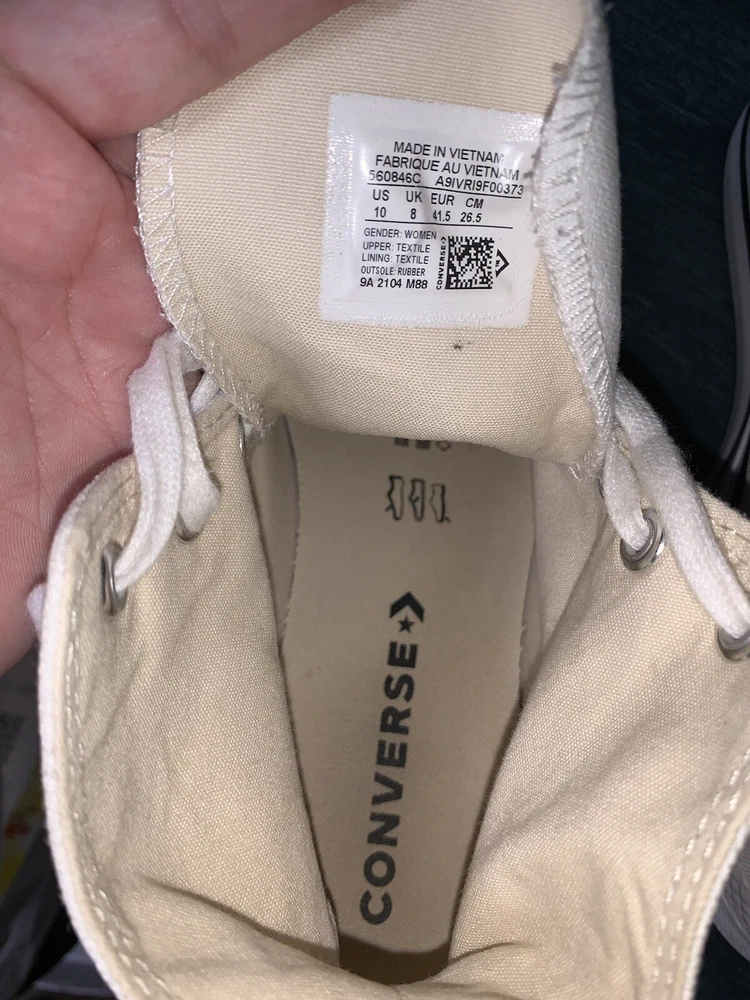 MADE IN VIETNAM
FABRIQUE AU VIETNAM
560846C A9IVRI9F00373
US UK EUR CM
10 8 41.5 26.5
GENDER: WOMEN
UPPER: TEXTILE
LINING: TEXTILE
OUTSOLE: RUBBER
9A 2104 M88
CONVERSE
CONVERSE